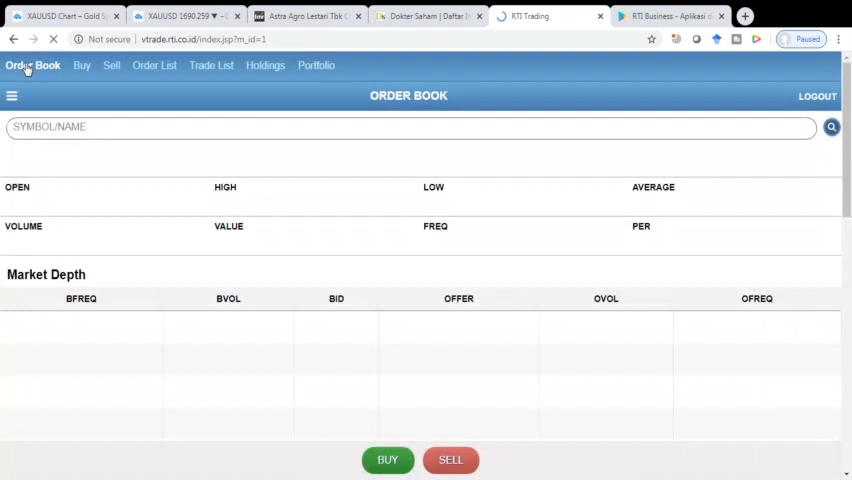 XAUUSD Chart – Gold S
XAUUSD 1690.259 ▼ −
Astra Agro Lestari Tbk C
Dokter Saham | Daftar I
RTI Trading
RTI Business - Aplikasi d
Not secure | vtrade.rti.co.id/index.jsp?m_id=1
Paused
Order Book Buy Sell Order List Trade List Holdings Portfolio
ORDER BOOK
LOGOUT
SYMBOL/NAME
OPEN HIGH LOW AVERAGE
VOLUME VALUE FREQ PER
Market Depth
BFREQ BVOL BID OFFER OVOL OFREQ
BUY SELL